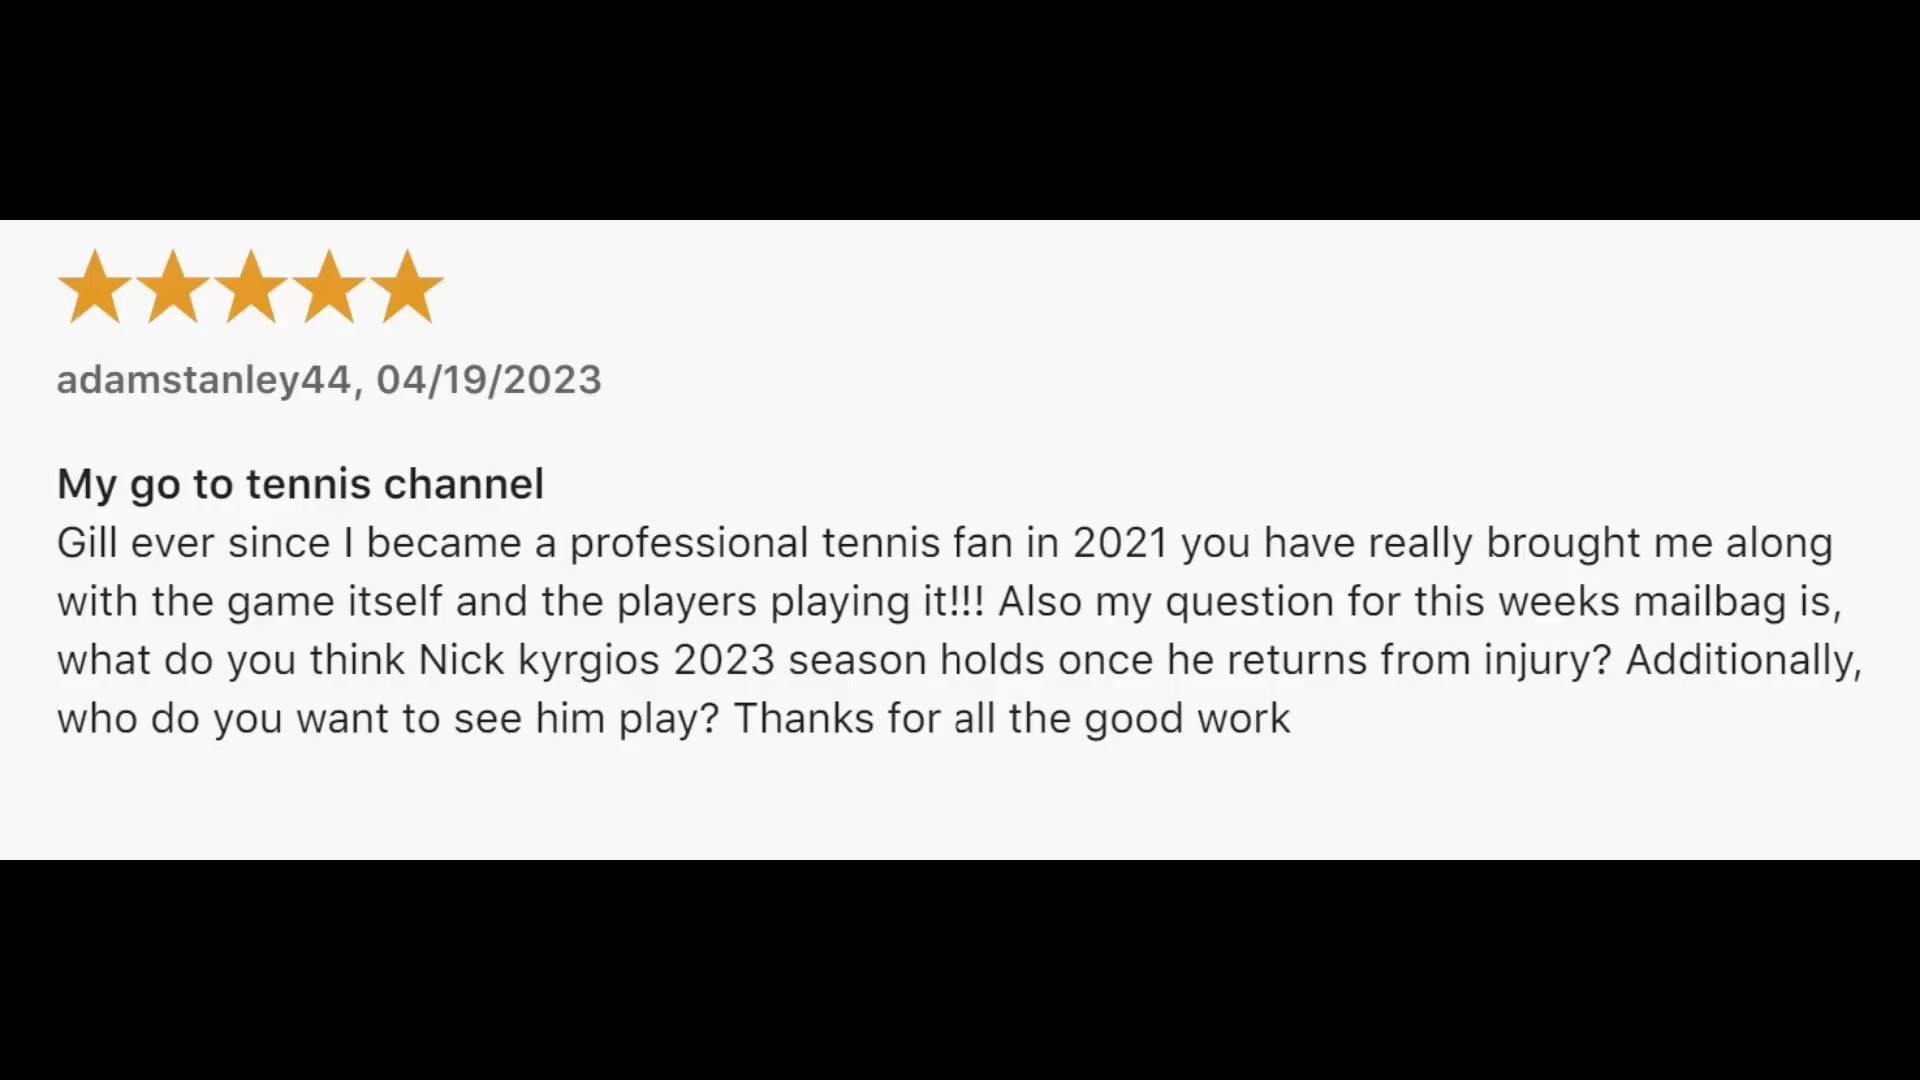 adamstanley44, 04/19/2023
My go to tennis channel
Gill ever since I became a professional tennis fan in 2021 you have really brought me along
with the game itself and the players playing it!!! Also my question for this weeks mailbag is,
what do you think Nick kyrgios 2023 season holds once he returns from injury? Additionally,
who do you want to see him play? Thanks for all the good work